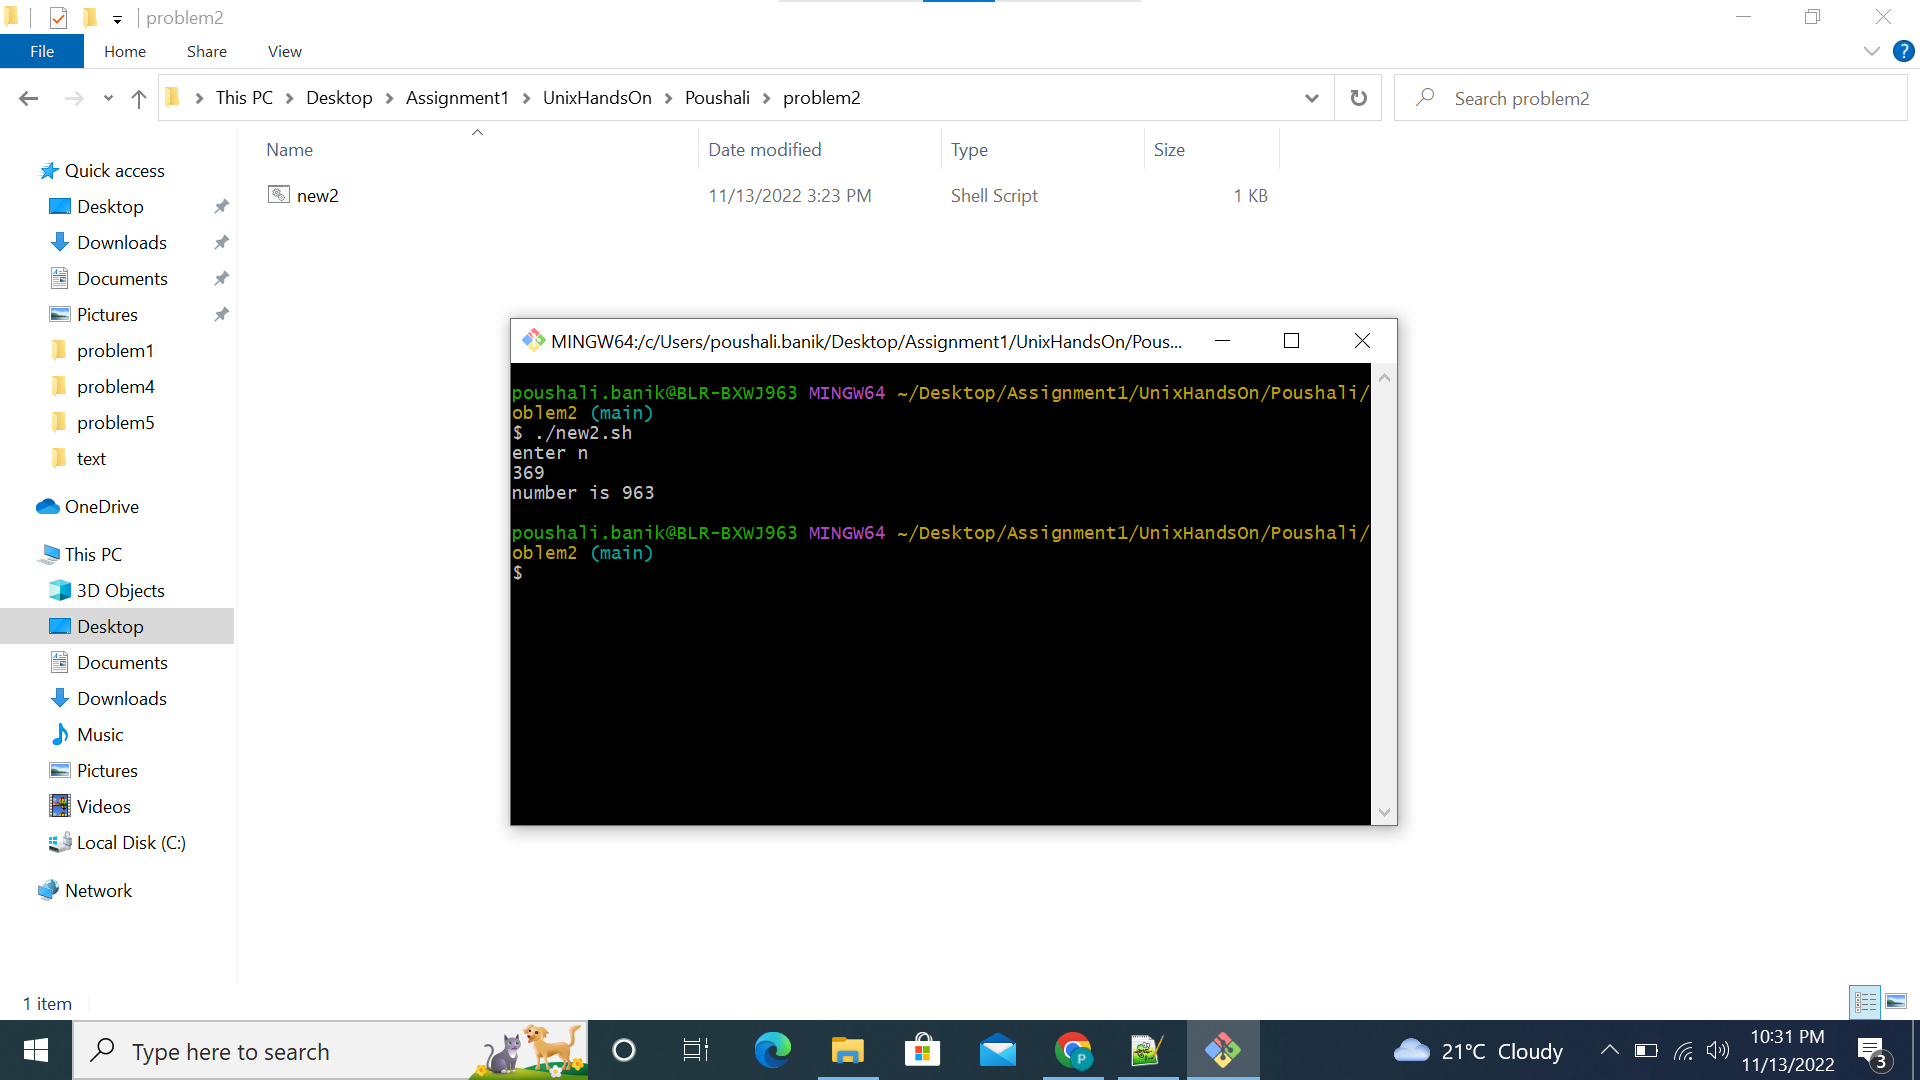 problem2
File Home Share View
This PC Desktop Assignment1 UnixHandsOn Poushali problem2
Search problem2
Name Date modified Type Size
new2 11/13/2022 3:23 PM Shell Script 1 KB
Quick access
Desktop
Downloads
Documents
Pictures
problem1
problem4
problem5
text
OneDrive
This PC
3D Objects
Desktop
Documents
Downloads
Music
Pictures
Videos
Local Disk (C:)
Network
MINGW64:/c/Users/poushali.banik/Desktop/Assignment1/UnixHandsOn/Pous...
poushali.banik@BLR-BXWJ963 MINGW64 ~/Desktop/Assignment1/UnixHandsOn/Poushali/
oblem2 (main)
$ ./new2.sh
enter n
369
number is 963
poushali.banik@BLR-BXWJ963 MINGW64 ~/Desktop/Assignment1/UnixHandsOn/Poushali/
oblem2 (main)
$
1 item
Type here to search
P
21°C Cloudy
10:31 PM
11/13/2022
3